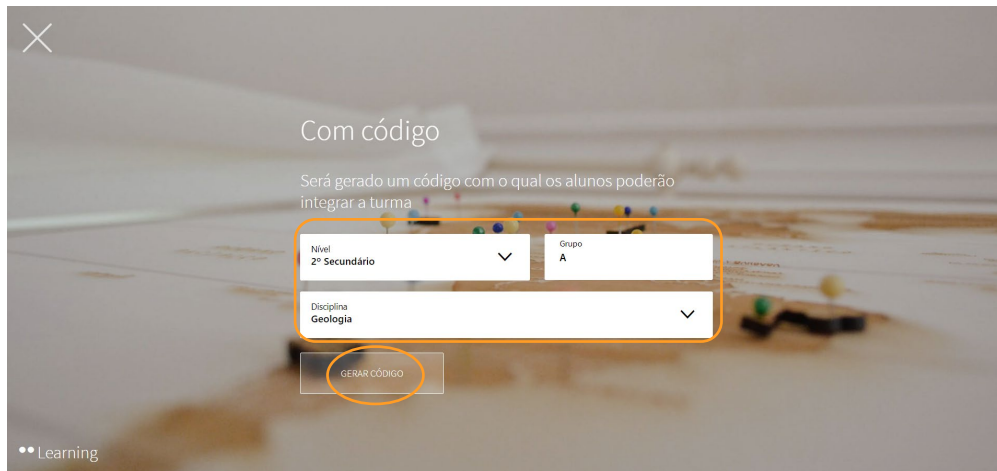 Com código
Será gerado um código com o qual os alunos poderão
integrar a turma
Nível
2º Secundário
Grupo
A
Disciplina
Geologia
GERAR CÓDIGO
Learning